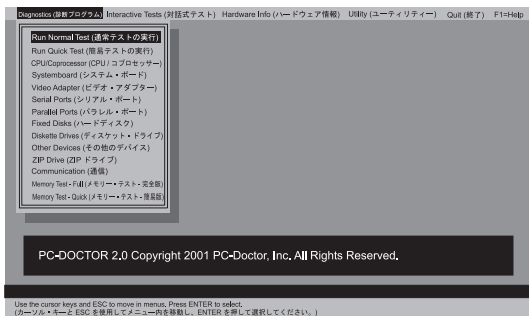 Diagnostics (診断プログラム) Interactive Tests (対話式テスト) Hardware Info (ハードウェア情報) Utility (ユーティリティー) Quit (終了) F1=Help
Run Normal Test (通常テストの実行)
Run Quick Test (簡易テストの実行)
CPU/Coprocessor (CPU / コプロセッサー)
Systemboard (システム・ボード)
Video Adapter (ビデオ・アダプター)
Serial Ports (シリアル・ポート)
Parallel Ports (パラレル・ポート)
Fixed Disks (ハードディスク)
Diskette Drives (ディスケット・ドライブ)
Other Devices (その他のデバイス)
ZIP Drive (ZIP ドライブ)
Communication (通信)
Memory Test - Full (メモリー・テスト - 完全版)
Memory Test - Quick (メモリー・テスト - 簡易版)
PC-DOCTOR 2.0 Copyright 2001 PC-Doctor, Inc. All Rights Reserved.
Use the cursor keys and ESC to move in menus. Press ENTER to select.
(カーソル・キーと ESC を使用してメニュー内を移動し、ENTER を押して選択してください。)